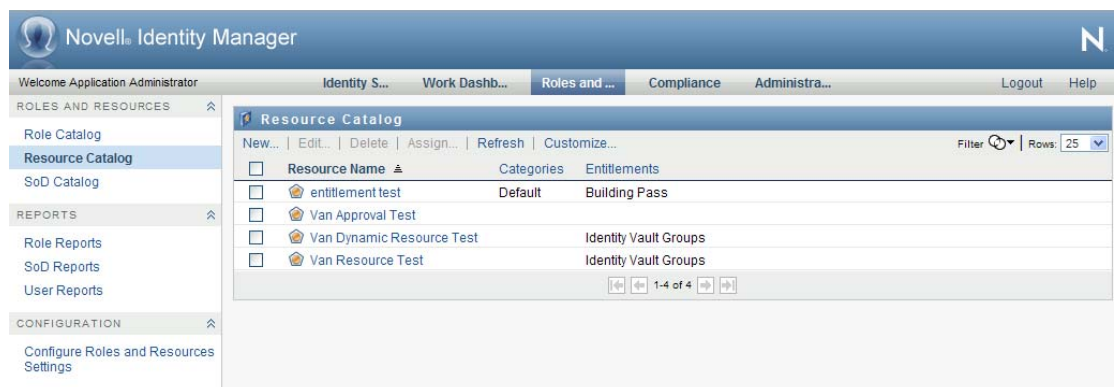 Novell® Identity Manager
N
Welcome Application Administrator
Identity S...
Work Dashb...
Roles and ...
Compliance
Administra...
Logout
Help
ROLES AND RESOURCES
Role Catalog
Resource Catalog
SoD Catalog
REPORTS
Role Reports
SoD Reports
User Reports
CONFIGURATION
Configure Roles and Resources
Settings
Resource Catalog
New... | Edit... | Delete | Assign... | Refresh | Customize...
Filter | Rows: 25
Resource Name Categories Entitlements
entitlement test Default Building Pass
Van Approval Test
Van Dynamic Resource Test Identity Vault Groups
Van Resource Test Identity Vault Groups
1-4 of 4